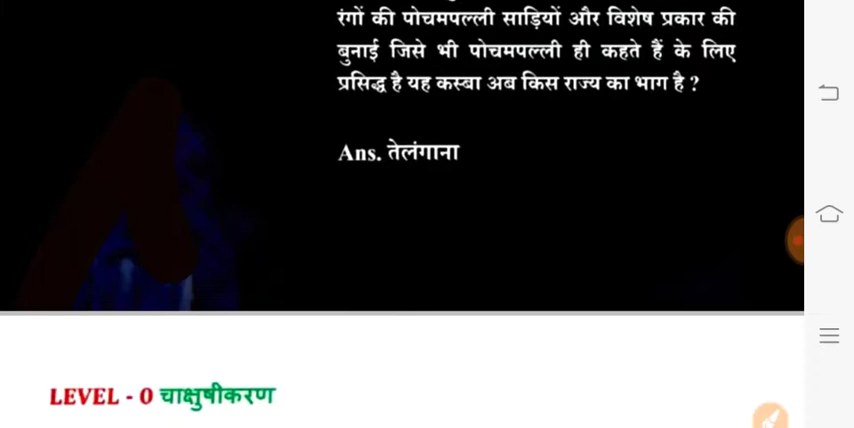 रंगों की पोचमपल्ली साड़ियों और विशेष प्रकार की
बुनाई जिसे भी पोचमपल्ली ही कहते हैं के लिए
प्रसिद्ध है यह कस्बा अब किस राज्य का भाग है ?
Ans. तेलंगाना
LEVEL - 0 चाक्षुषीकरण